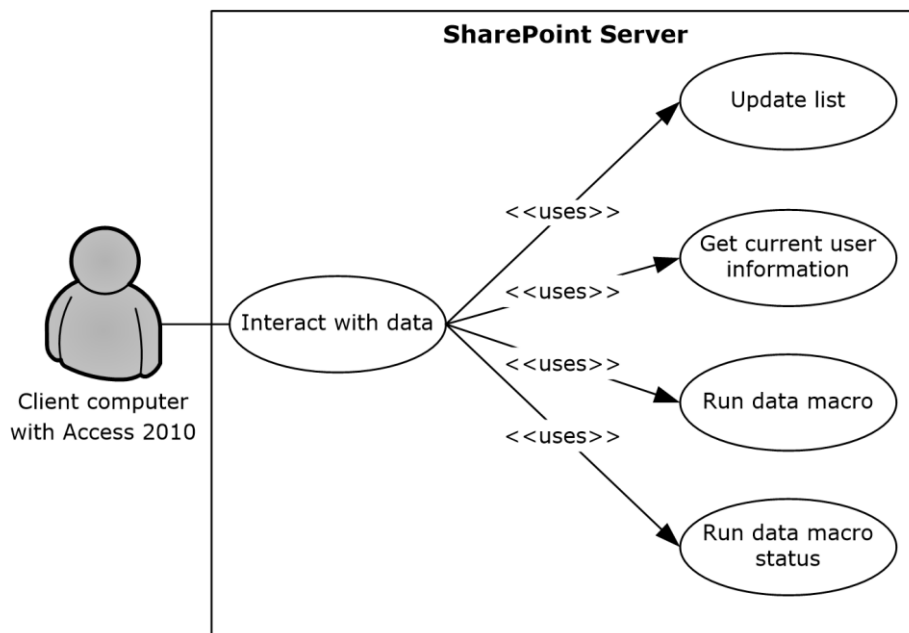 SharePoint Server
Update list
<<uses>>
Get current user
information
<<uses>>
Interact with data
<<uses>>
Run data macro
Client computer
with Access 2010
<<uses>>
Run data macro
status